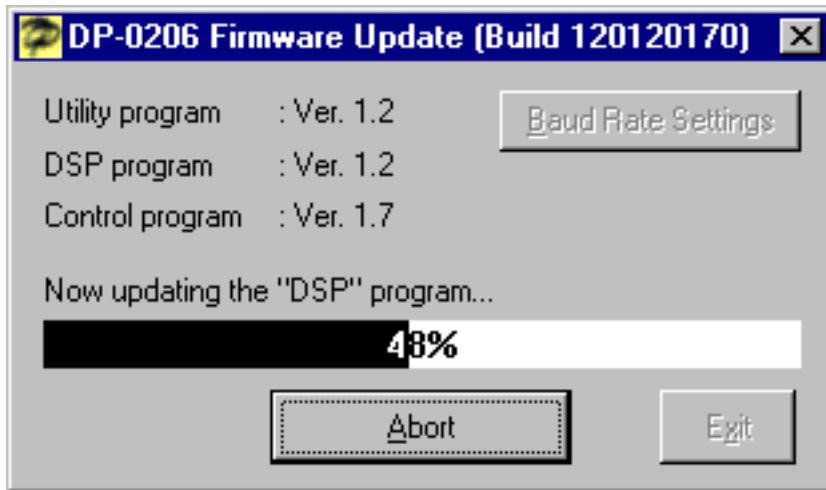 DP-0206 Firmware Update (Build 120120170)
Utility program : Ver. 1.2
Baud Rate Settings
DSP program : Ver. 1.2
Control program : Ver. 1.7
Now updating the "DSP" program...
48%
Abort
Exit